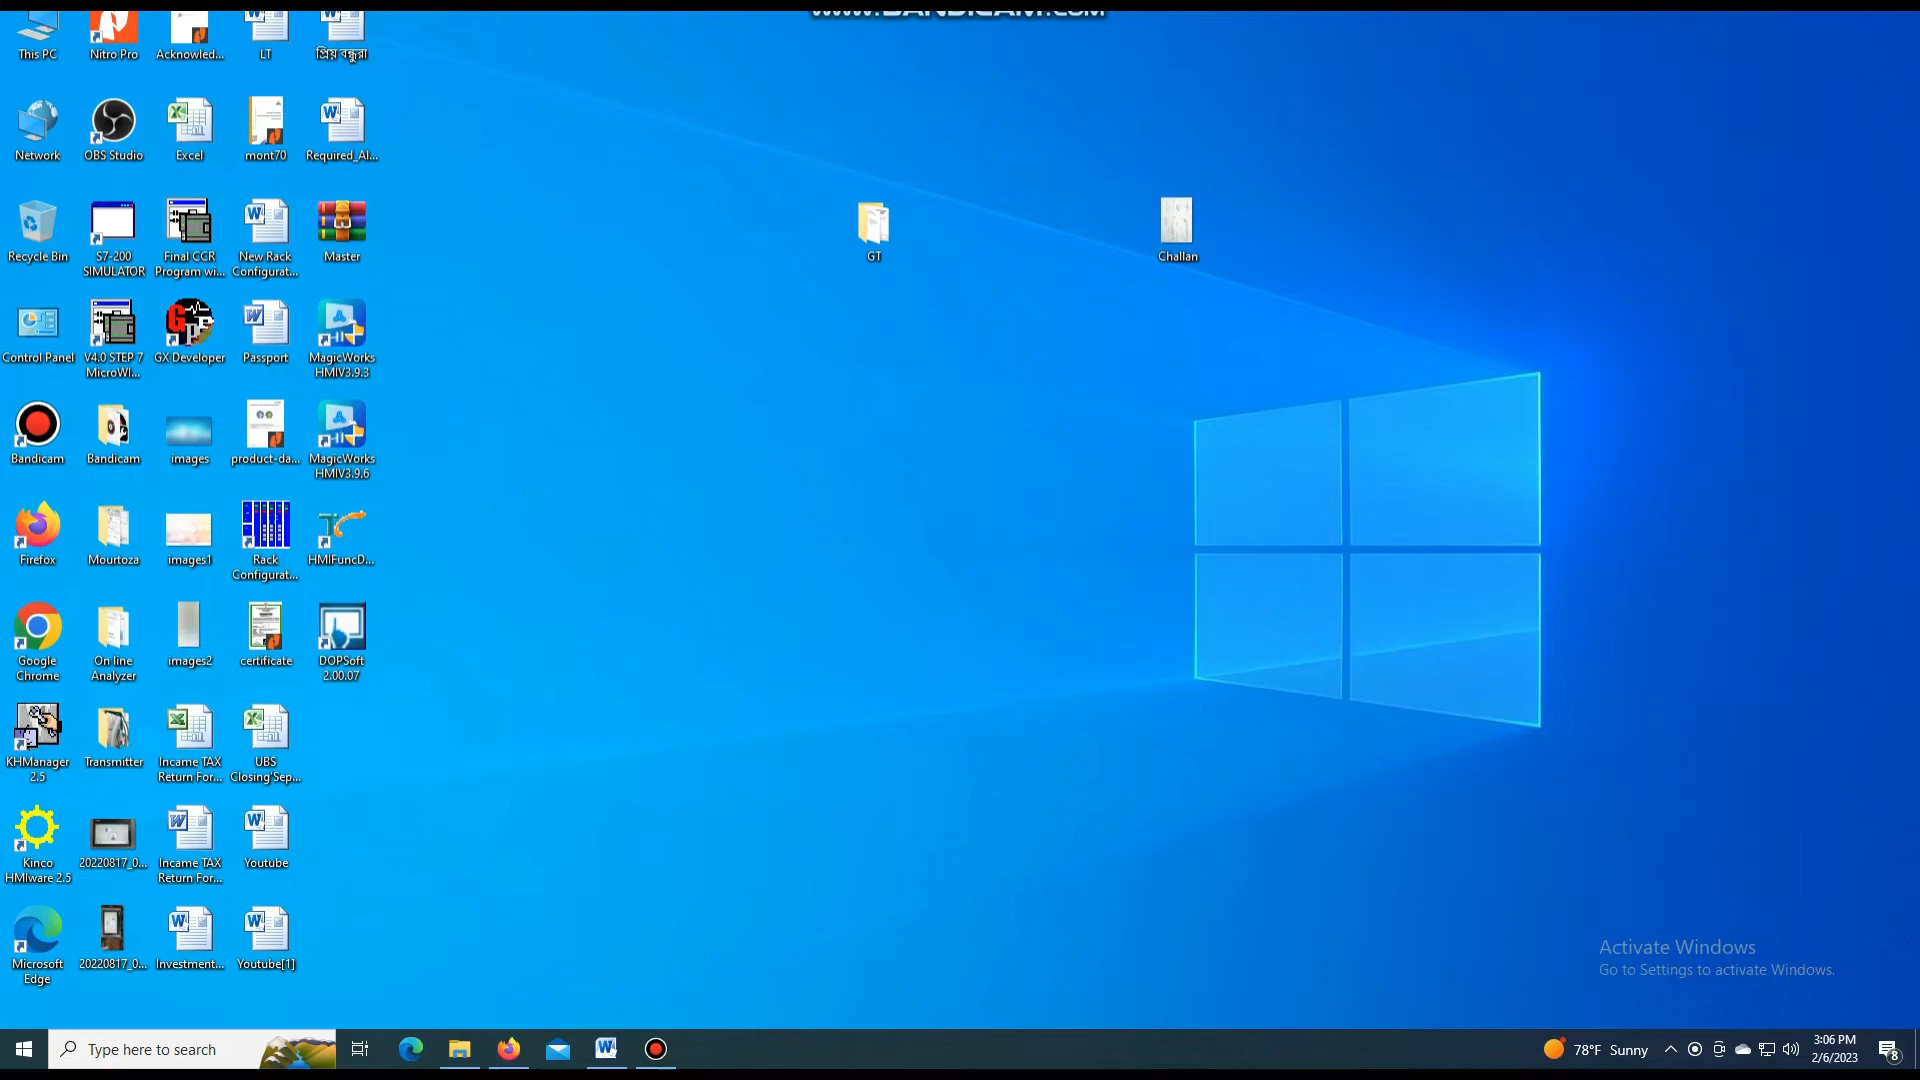 www.BANDICAM.com
This PC
Nitro Pro
Acknowled...
LT
প্রিয় বন্ধুরা
Network
OBS Studio
Excel
mont70
Required_Al...
Recycle Bin
S7-200
SIMULATOR
Final CCR
Program wi...
New Rack
Configurat...
Master
GT
Challan
Control Panel
V4.0 STEP 7
MicroWI...
GX Developer
Passport
MagicWorks
HMIV3.9.3
Bandicam
Bandicam
images
product-da...
MagicWorks
HMIV3.9.6
Firefox
Mourtoza
images1
Rack
Configurat...
HMIFuncD...
Google
Chrome
On line
Analyzer
images2
certificate
DOPSoft
2.00.07
KHManager
2.5
Transmitter
Incame TAX
Return For...
UBS
Closing'Sep...
Kinco
HMIware 2.5
20220817_0...
Incame TAX
Return For...
Youtube
Microsoft
Edge
20220817_0...
Investment...
Youtube[1]
Activate Windows
Go to Settings to activate Windows.
Type here to search
78°F Sunny
3:06 PM
2/6/2023
8